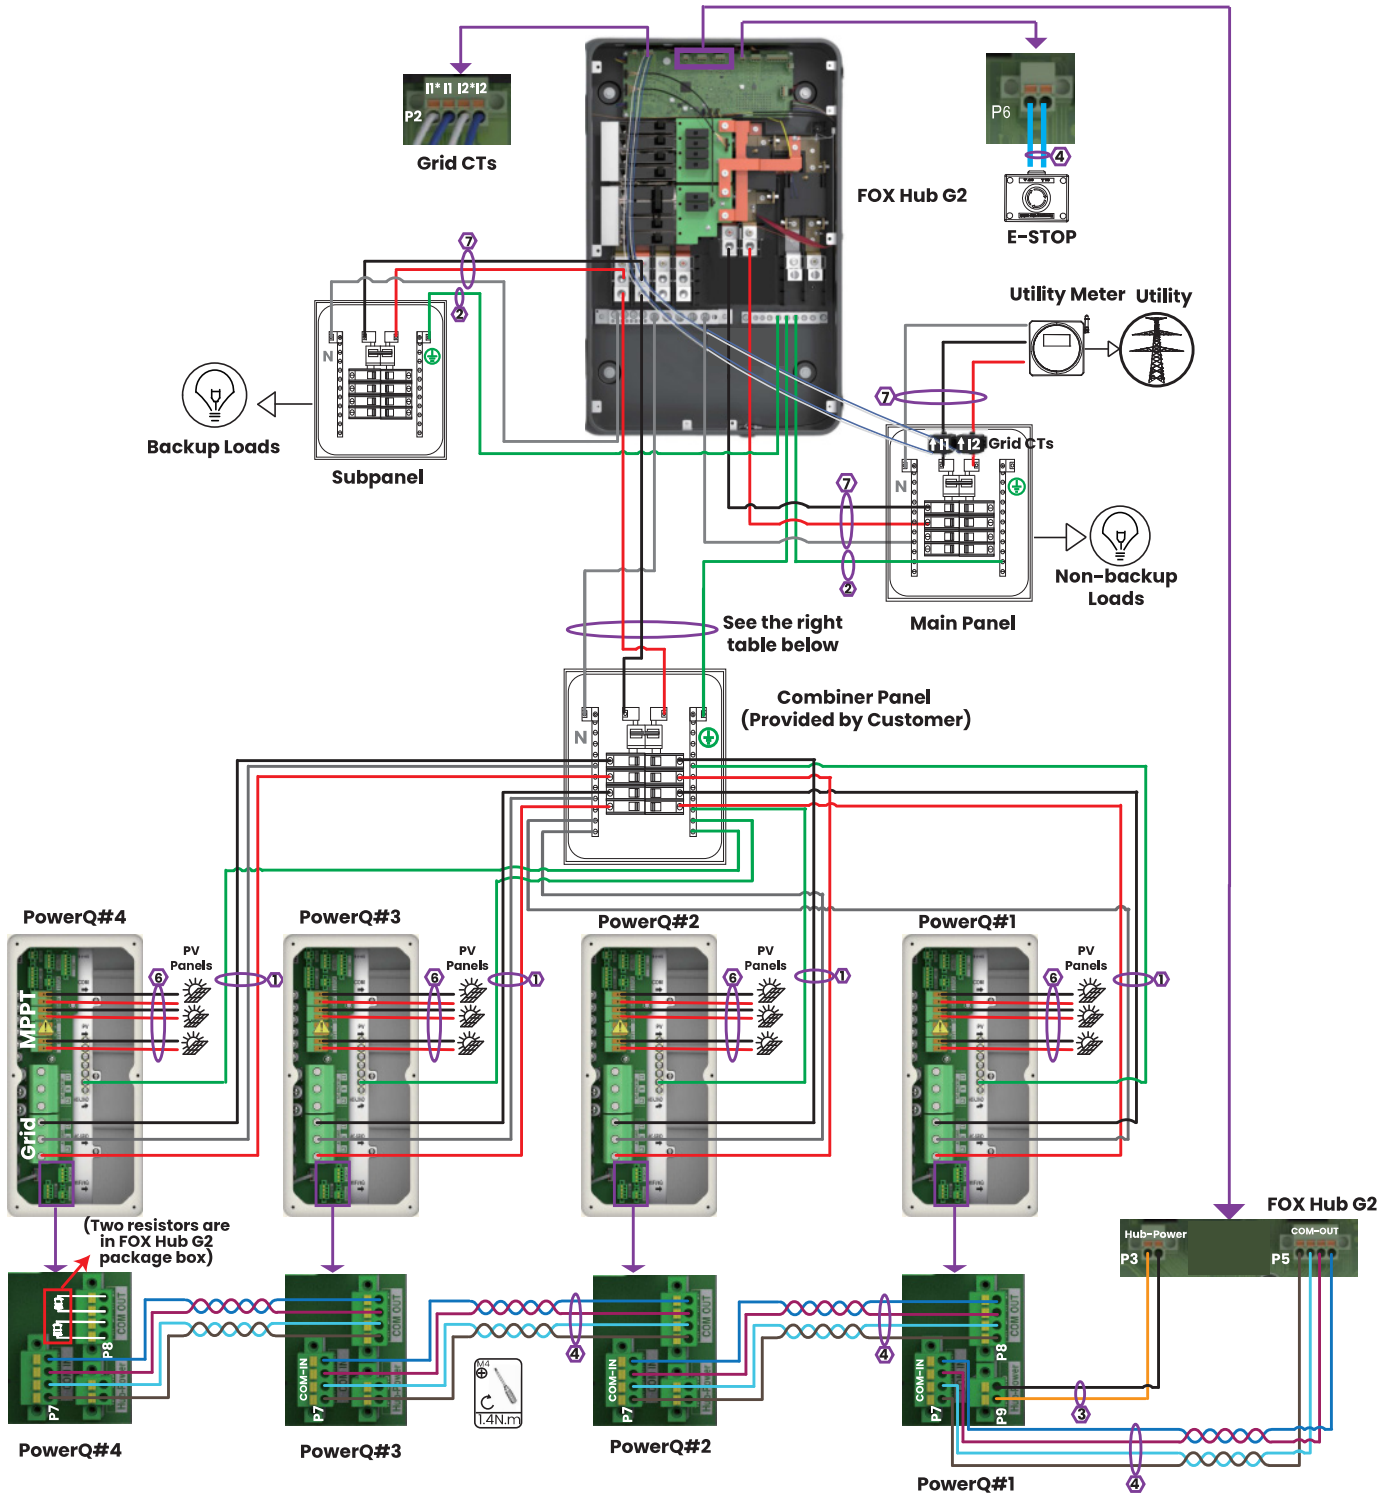 I1* I1 I2* I2
P2
Grid CTs
P6
4
FOX Hub G2
E-STOP
7
2
N
Backup Loads
Subpanel
Utility Meter
Utility
7
I1
I2
Grid CTs
N
7
2
Non-backup
Loads
Main Panel
See the right
table below
Combiner Panel
(Provided by Customer)
N
PowerQ#4
PowerQ#3
PowerQ#2
PowerQ#1
PV
Panels
6
1
MPPT
Grid
PV
Panels
6
1
PV
Panels
6
1
PV
Panels
6
1
(Two resistors are
in FOX Hub G2
package box)
FOX Hub G2
Hub-Power
P3
COM-OUT
P5
COM OUT
P8
P7
COM OUT
COM-IN
P7
4
M4
1.4N.m
COM OUT
COM-IN
P7
4
COM OUT
P8
COM-IN
P7
P9
3
4
PowerQ#4
PowerQ#3
PowerQ#2
PowerQ#1